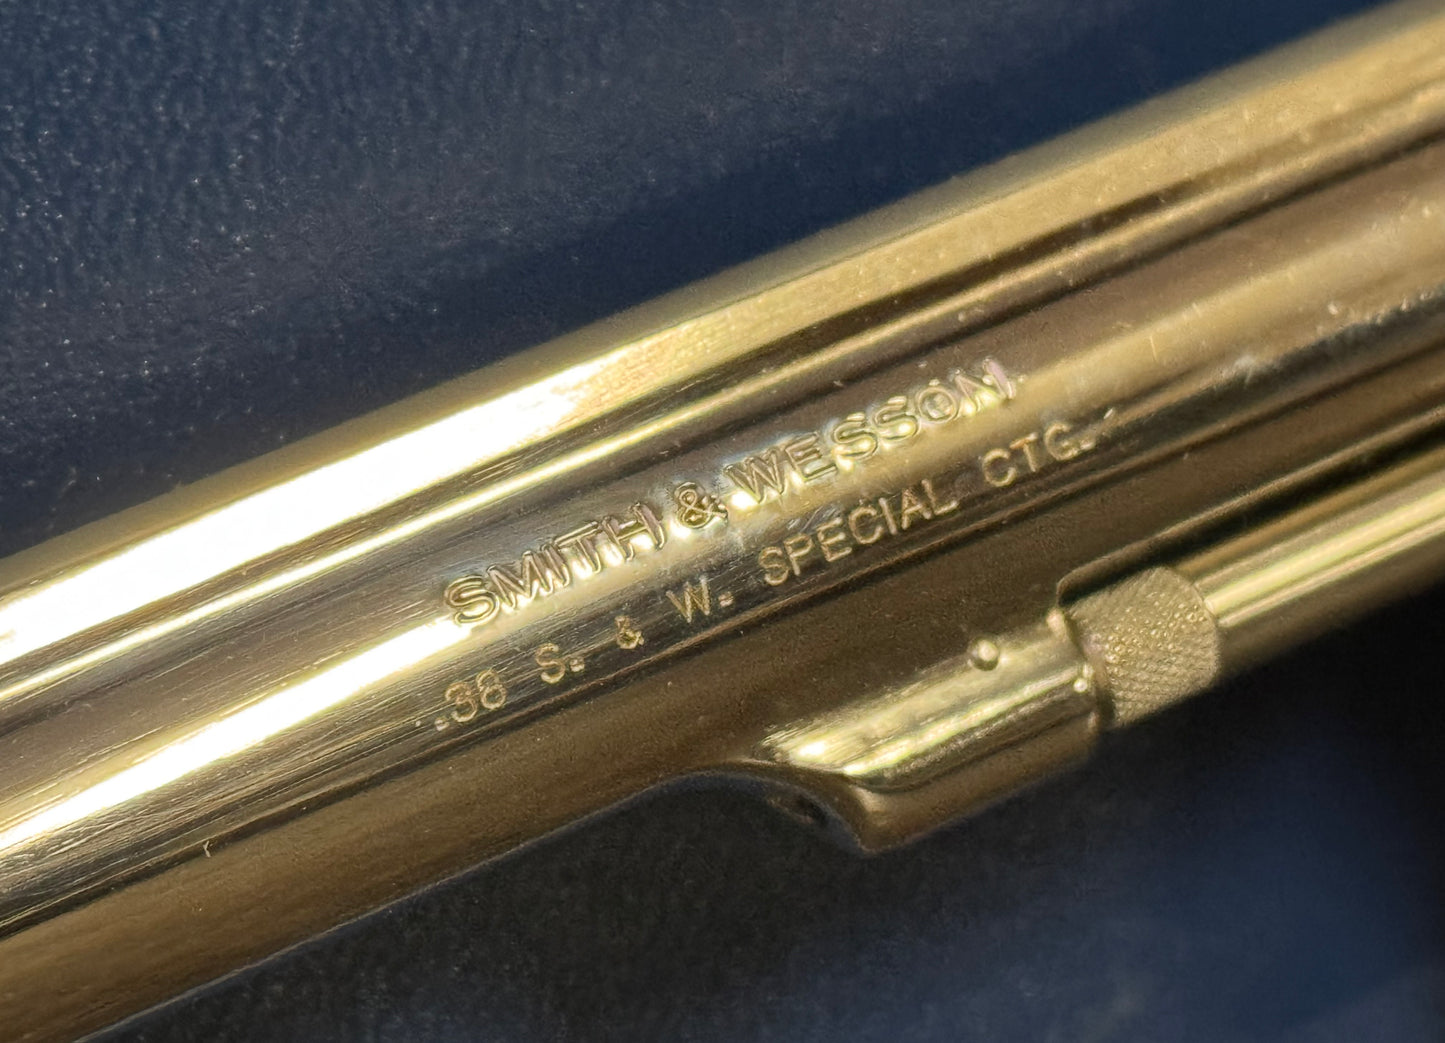 SMITH & WESSON
.38 S. & W. SPECIAL CTG.